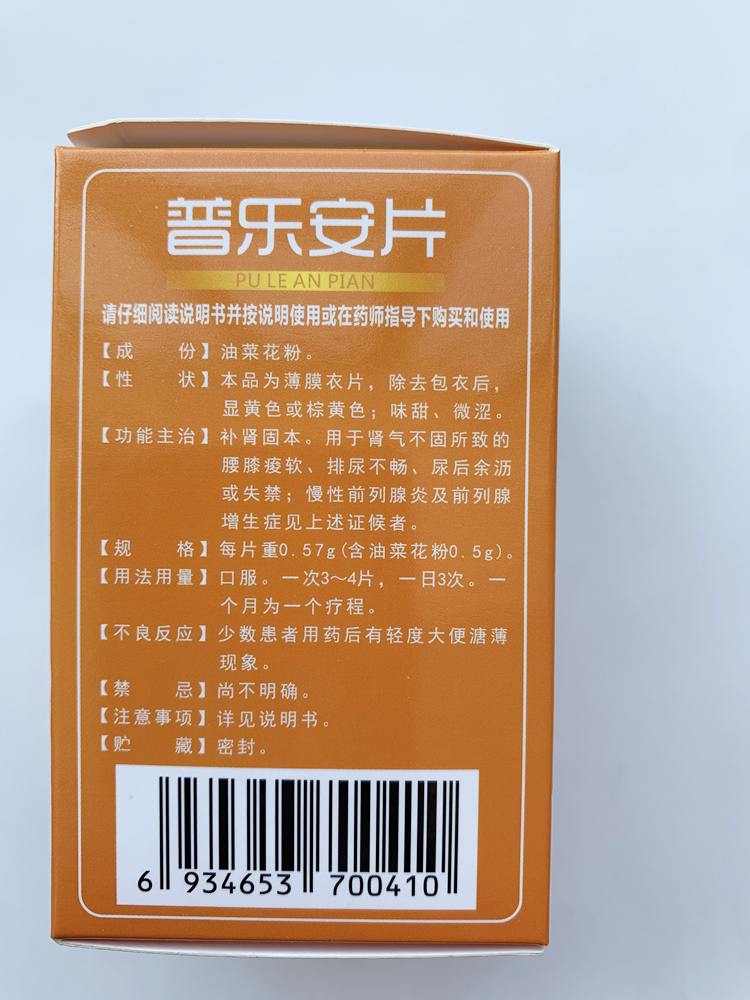 普乐安片
PU LE AN PIAN
请仔细阅读说明书并按说明使用或在药师指导下购买和使用
【成　　份】油菜花粉。
【性　　状】本品为薄膜衣片，除去包衣后，
显黄色或棕黄色；味甜、微涩。
【功能主治】补肾固本。用于肾气不固所致的
腰膝痠软、排尿不畅、尿后余沥
或失禁；慢性前列腺炎及前列腺
增生症见上述证候者。
【规　　格】每片重0.57g(含油菜花粉0.5g)。
【用法用量】口服。一次3～4片，一日3次。一
个月为一个疗程。
【不良反应】少数患者用药后有轻度大便溏薄
现象。
【禁　　忌】尚不明确。
【注意事项】详见说明书。
【贮　　藏】密封。
6 934653 700410